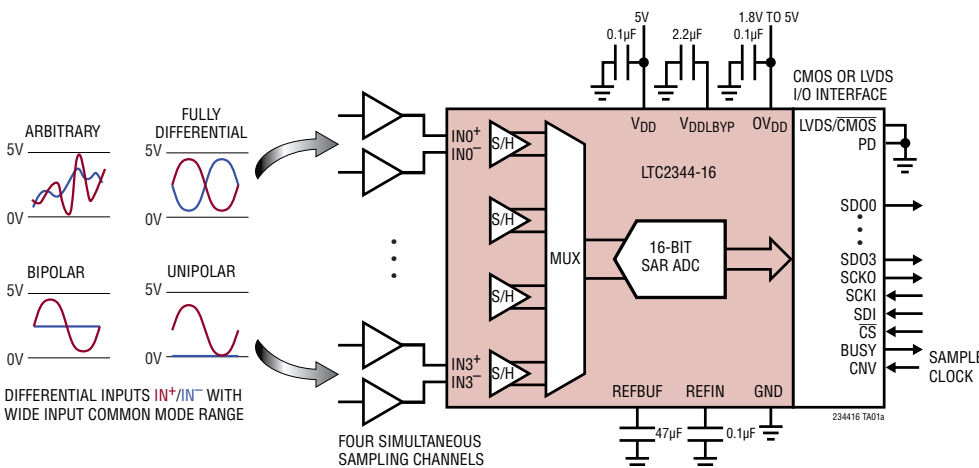 5V
1.8V TO 5V
0.1µF
2.2µF
0.1µF
CMOS OR LVDS
I/O INTERFACE
ARBITRARY
5V
0V
FULLY
DIFFERENTIAL
5V
0V
BIPOLAR
5V
0V
UNIPOLAR
5V
0V
DIFFERENTIAL INPUTS IN+/IN− WITH
WIDE INPUT COMMON MODE RANGE
IN0+
IN0−
IN3+
IN3−
FOUR SIMULTANEOUS
SAMPLING CHANNELS
VDD
VDDLBYP
OVDD
LTC2344-16
S/H
S/H
S/H
S/H
MUX
16-BIT
SAR ADC
REFBUF
REFIN
GND
47µF
0.1µF
LVDS/CMOS
PD
SDO0
SDO3
SCKO
SCKI
SDI
CS
BUSY
CNV
SAMPLE
CLOCK
234416 TA01a